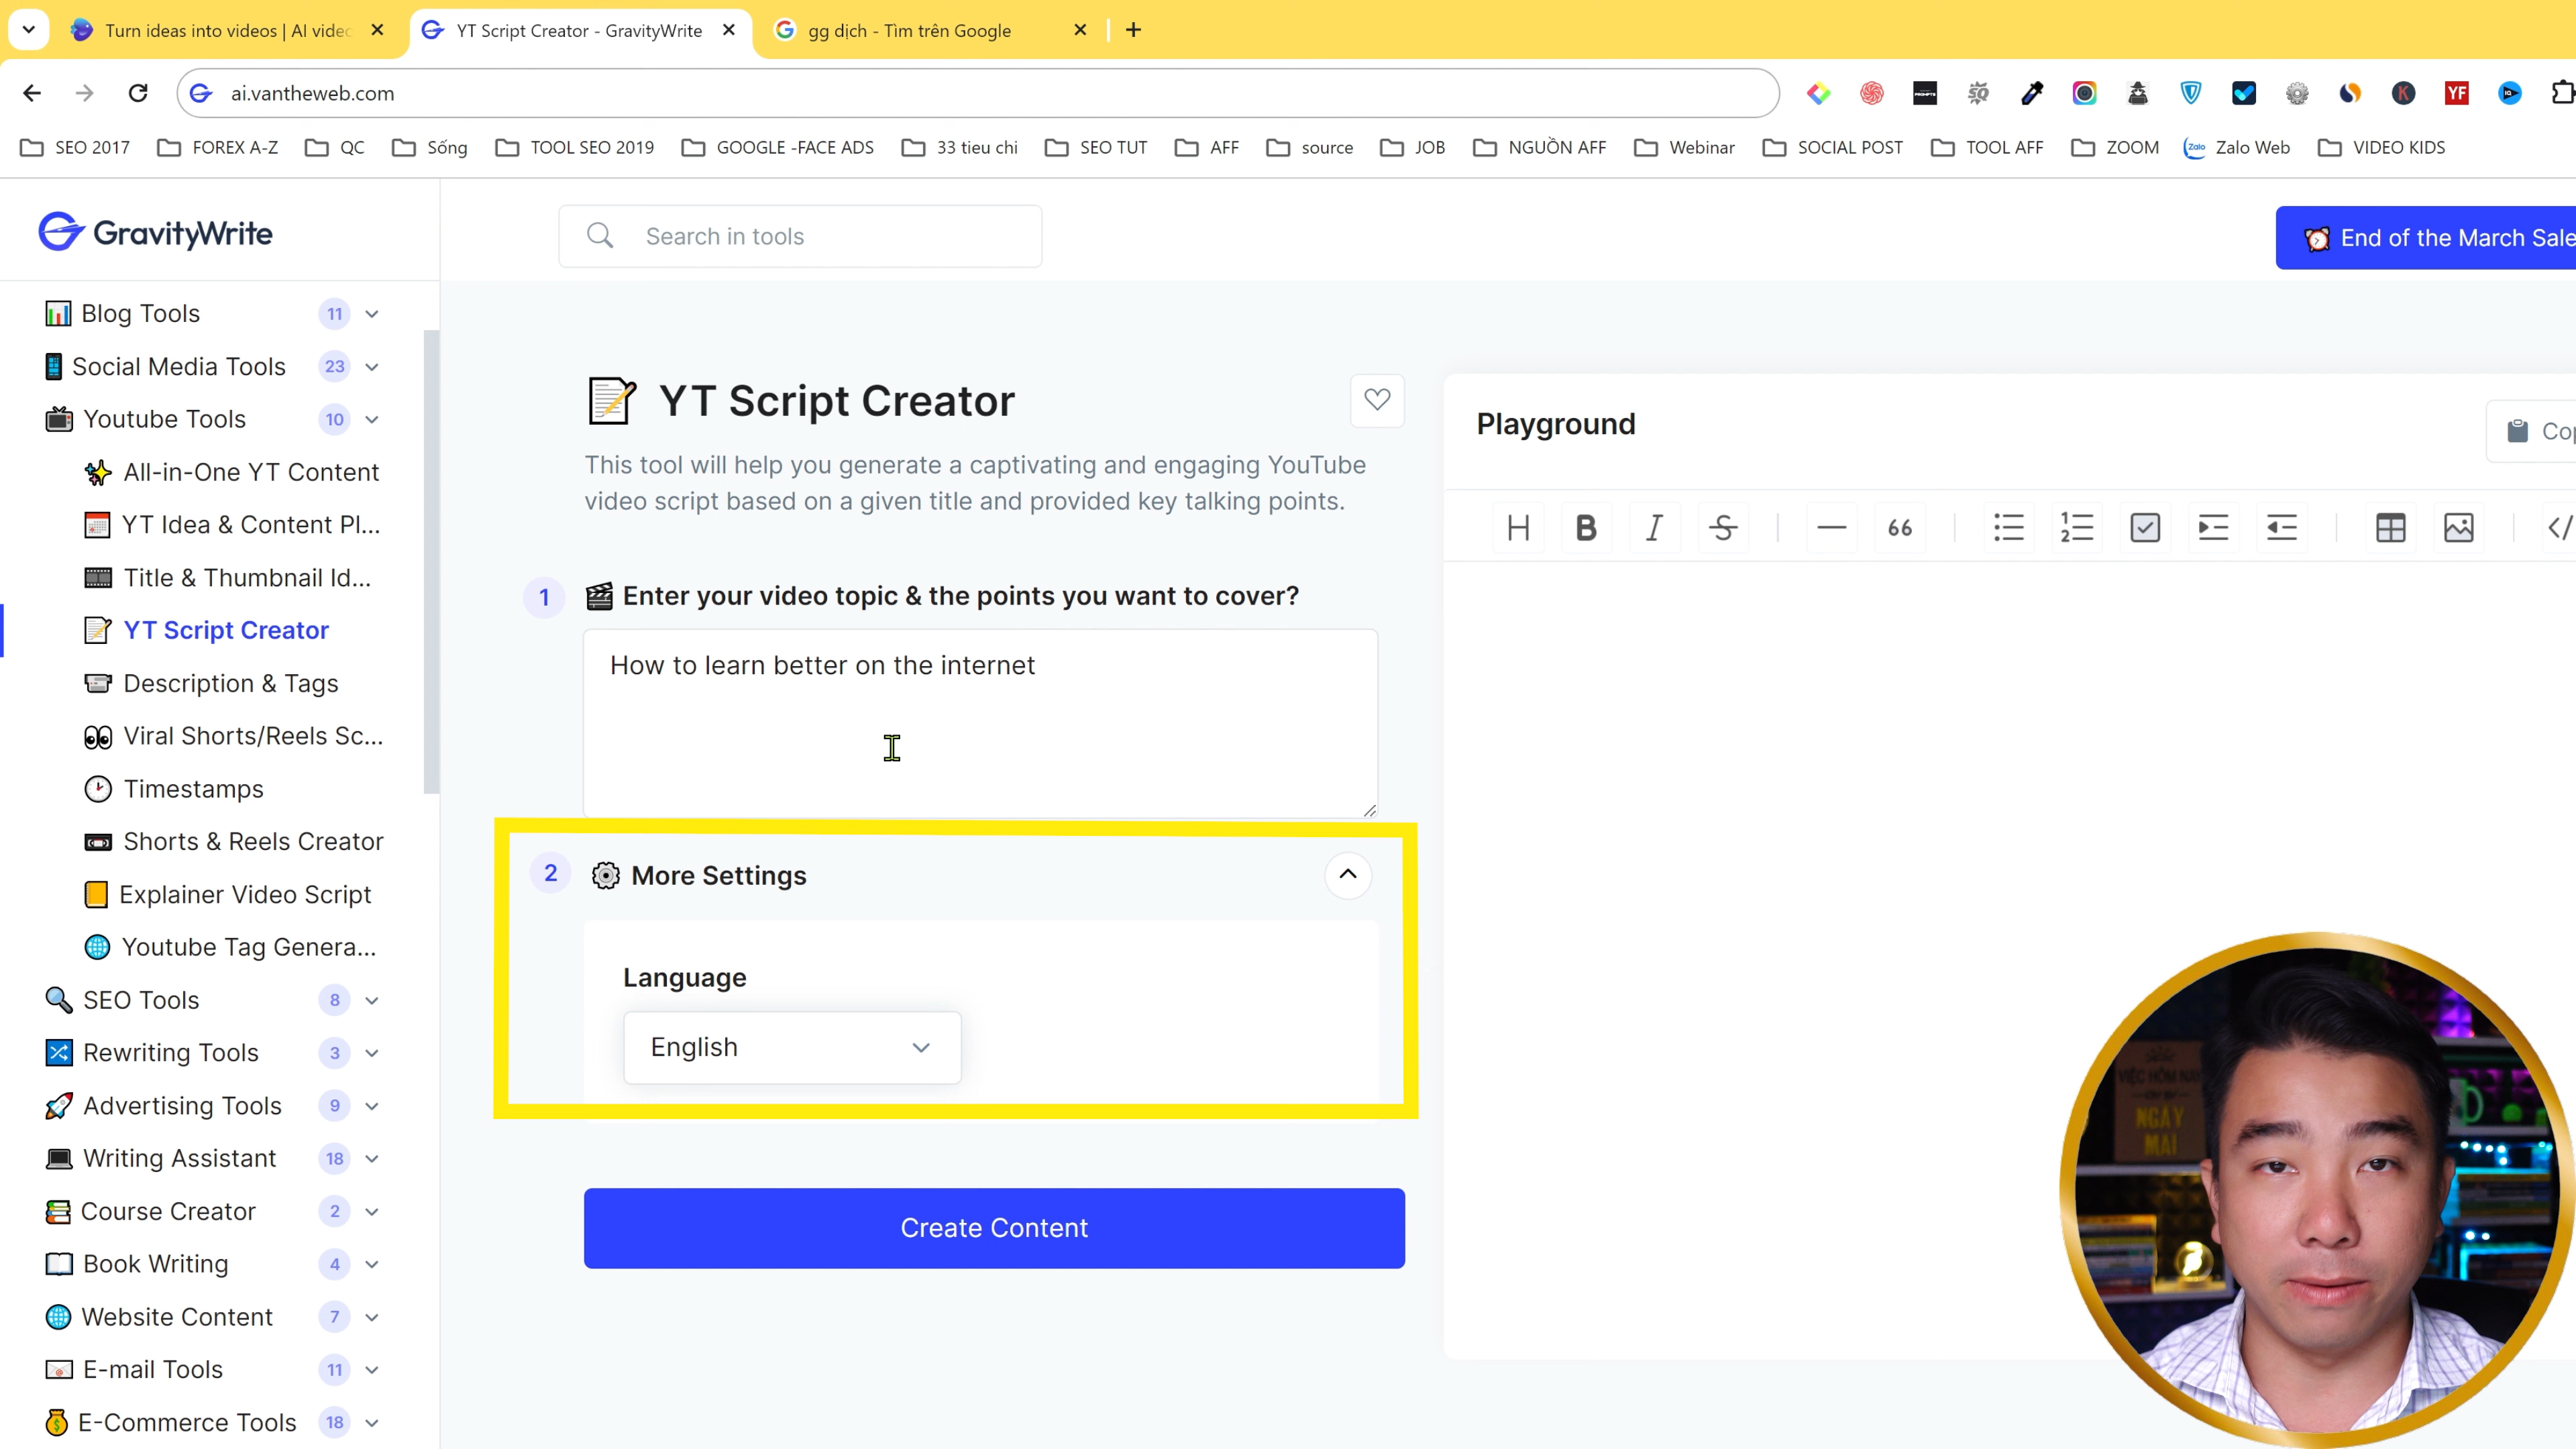 Turn ideas into videos | AI videc
YT Script Creator - GravityWrite
gg dịch - Tìm trên Google
ai.vantheweb.com
SEO 2017
FOREX A-Z
QC
Sống
TOOL SEO 2019
GOOGLE -FACE ADS
33 tieu chi
SEO TUT
AFF
source
JOB
NGUỒN AFF
Webinar
SOCIAL POST
TOOL AFF
ZOOM
Zalo Web
VIDEO KIDS
GravityWrite
Search in tools
End of the March Sale
Blog Tools 11
Social Media Tools 23
Youtube Tools 10
All-in-One YT Content
YT Idea & Content Pl...
Title & Thumbnail Id...
YT Script Creator
Description & Tags
Viral Shorts/Reels Sc...
Timestamps
Shorts & Reels Creator
Explainer Video Script
Youtube Tag Genera...
SEO Tools 8
Rewriting Tools 3
Advertising Tools 9
Writing Assistant 18
Course Creator 2
Book Writing 4
Website Content 7
E-mail Tools 11
E-Commerce Tools 18
YT Script Creator
This tool will help you generate a captivating and engaging YouTube
video script based on a given title and provided key talking points.
1 Enter your video topic & the points you want to cover?
How to learn better on the internet
2 More Settings
Language
English
Create Content
Playground
Cop
VIỆC HÔM NAY
NGÀY
MAI